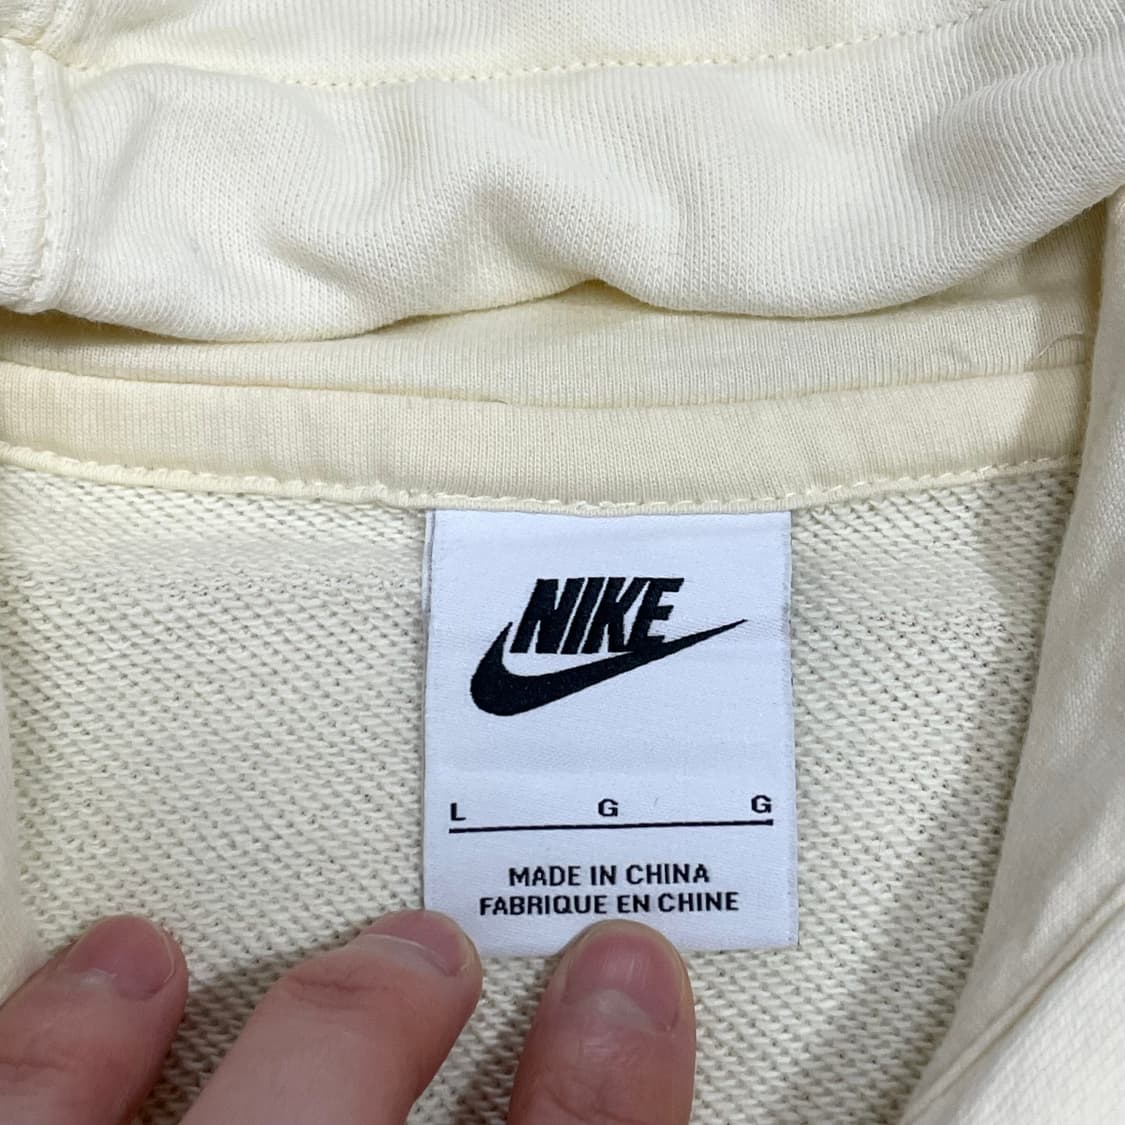 NIKE
L G G
MADE IN CHINA
FABRIQUE EN CHINE